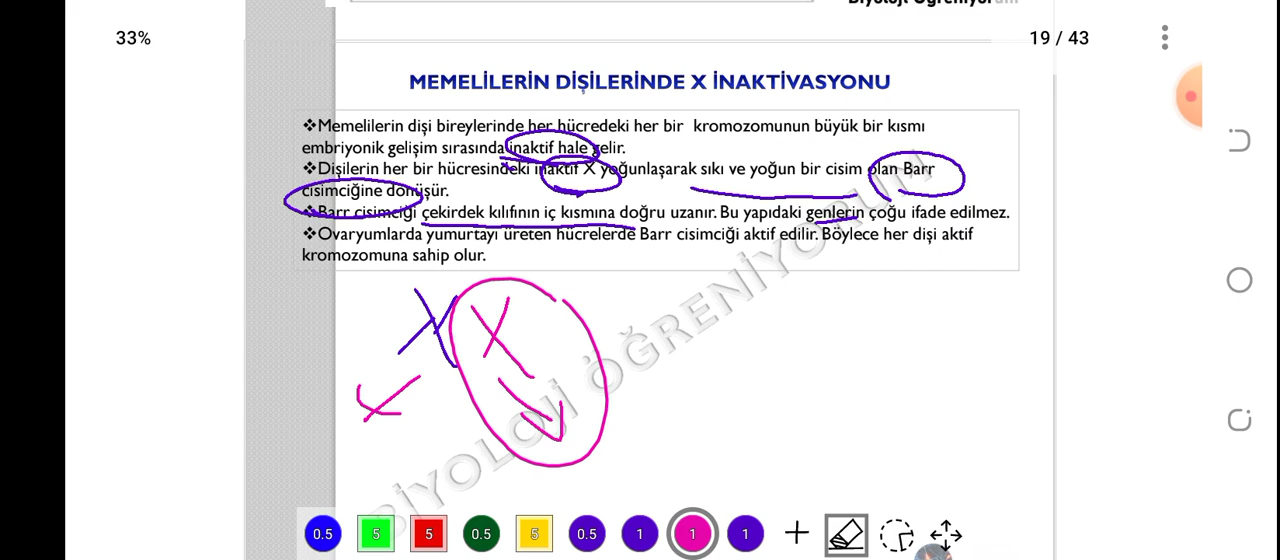 Biyoloji Öğreniyorum
33%
19 / 43
MEMELİLERİN DİŞİLERİNDE X İNAKTİVASYONU
❖Memelilerin dişi bireylerinde her hücredeki her bir kromozomunun büyük bir kısmı
embriyonik gelişim sırasında inaktif hale gelir.
❖Dişilerin her bir hücresindeki inaktif X yoğunlaşarak sıkı ve yoğun bir cisim olan Barr
cisimciğine dönüşür.
❖Barr cisimciği çekirdek kılıfının iç kısmına doğru uzanır. Bu yapıdaki genlerin çoğu ifade edilmez.
❖Ovaryumlarda yumurtayı üreten hücrelerde Barr cisimciği aktif edilir. Böylece her dişi aktif
kromozomuna sahip olur.
X X
BİYOLOJİ ÖĞRENİYORUM
0.5 5 5 0.5 5 0.5 1 1 1